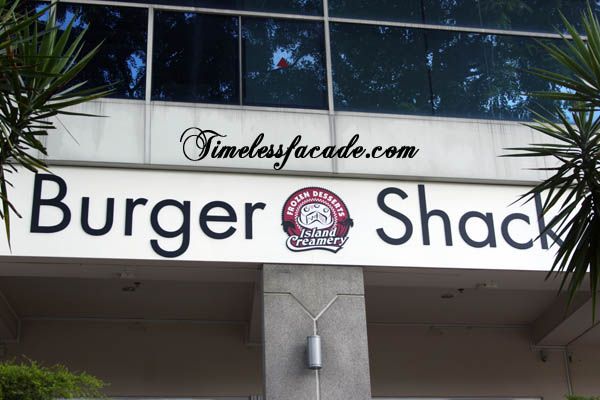 Timelessfacade.com
Burger Shack
FROZEN DESSERTS
Island
Creamery